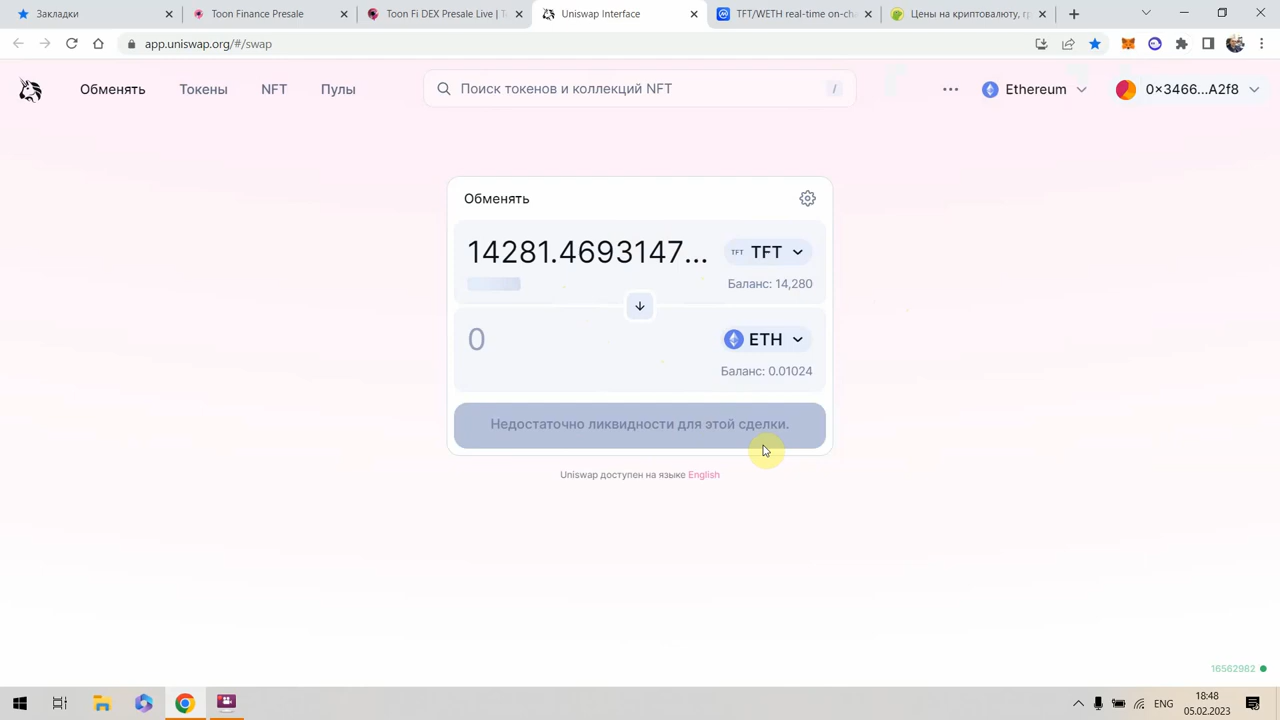 Закладки
Toon Finance Presale
Toon Fi DEX Presale Live | T
Uniswap Interface
TFT/WETH real-time on-ch
Цены на криптовалюту, г
app.uniswap.org/#/swap
Обменять
Токены
NFT
Пулы
Поиск токенов и коллекций NFT
/
Ethereum
0x3466...A2f8
Обменять
14281.4693147...
TFT TFT
Баланс: 14,280
0
ETH
Баланс: 0.01024
Недостаточно ликвидности для этой сделки.
Uniswap доступен на языке English
16562982
ENG
18:48
05.02.2023